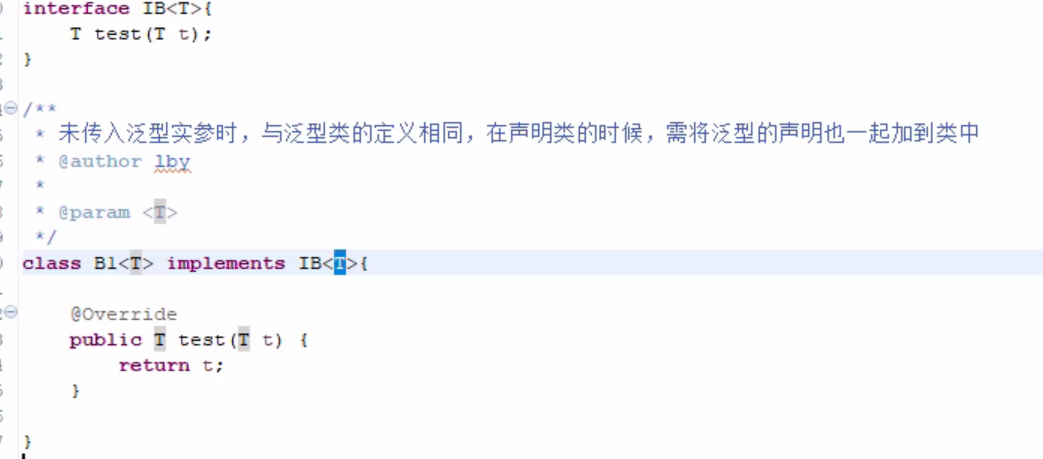 interface IB<T>{
T test(T t);
}
/**
* 未传入泛型实参时，与泛型类的定义相同，在声明类的时候，需将泛型的声明也一起加到类中
* @author lby
*
* @param <T>
*/
class B1<T> implements IB<T>{
@Override
public T test(T t) {
return t;
}
}